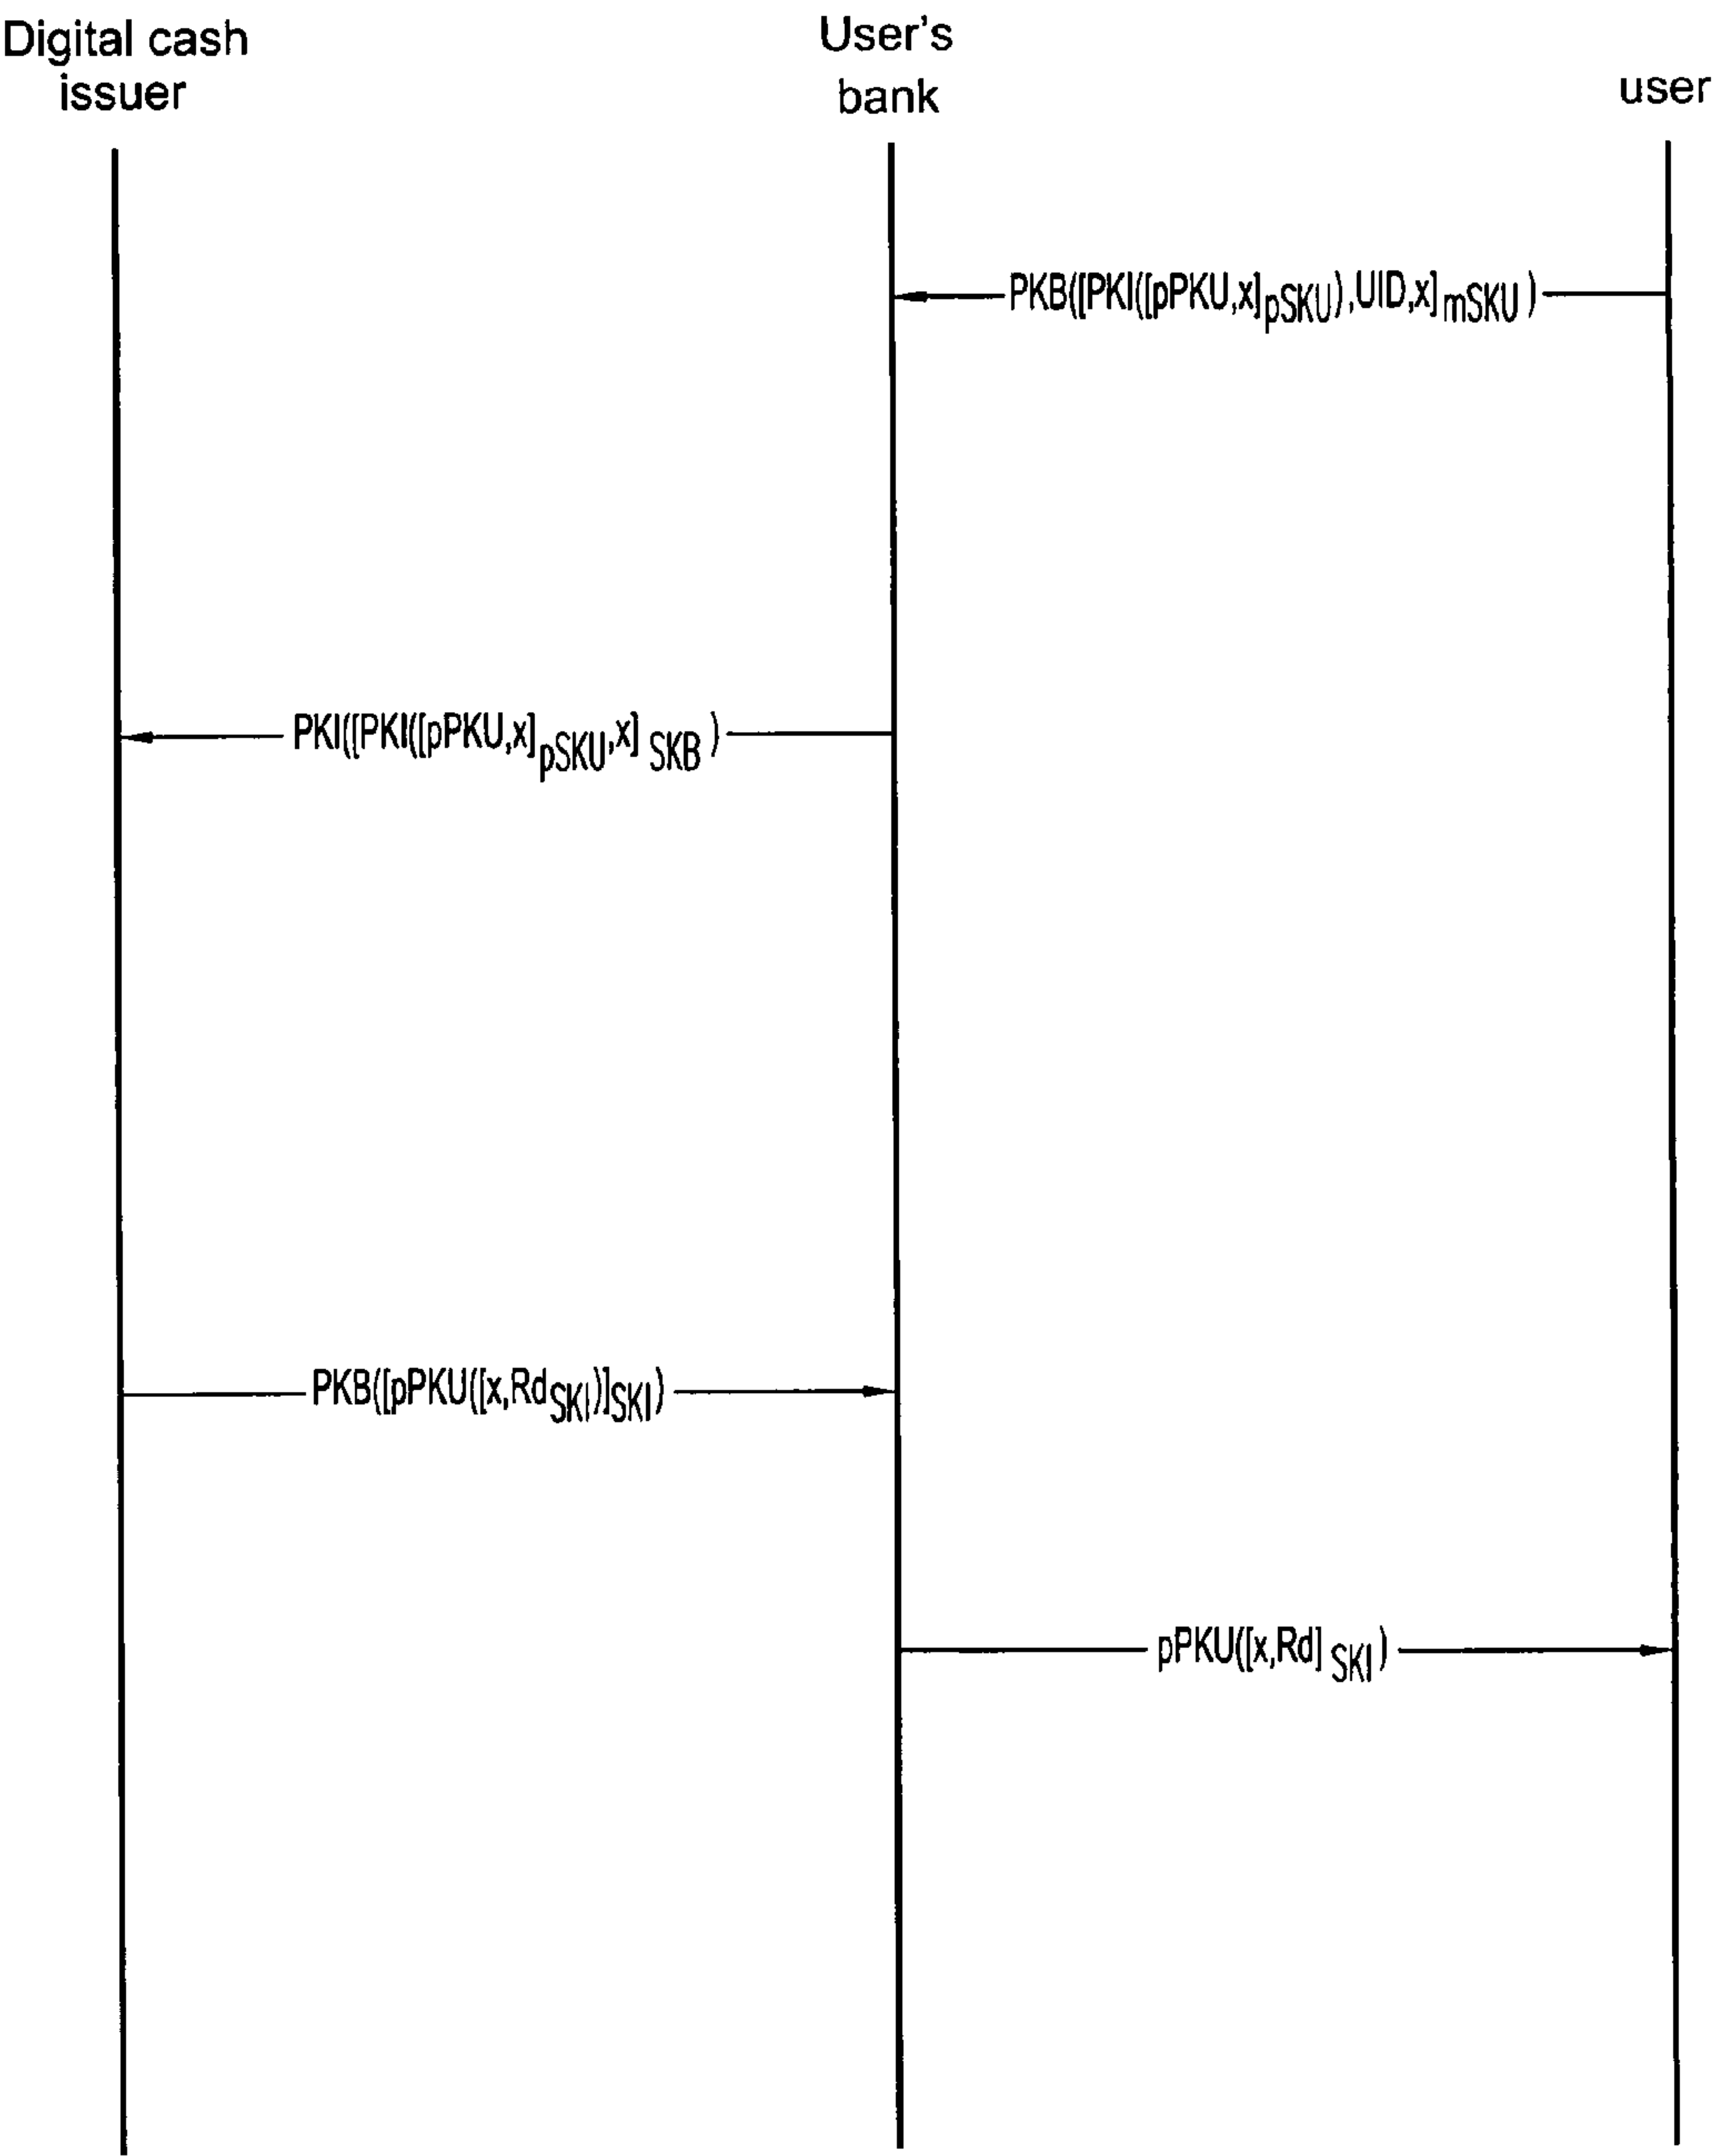 Digital cash
issuer
User's
bank
user
PKB([PKI([pPKU,x]pSKU),UID,x]mSKU)
PKI([PKI([pPKU,x]pSKU,x]SKB)
PKB([pPKU([x,RdSKI)]SKI)
pPKU([x,Rd]SKI)